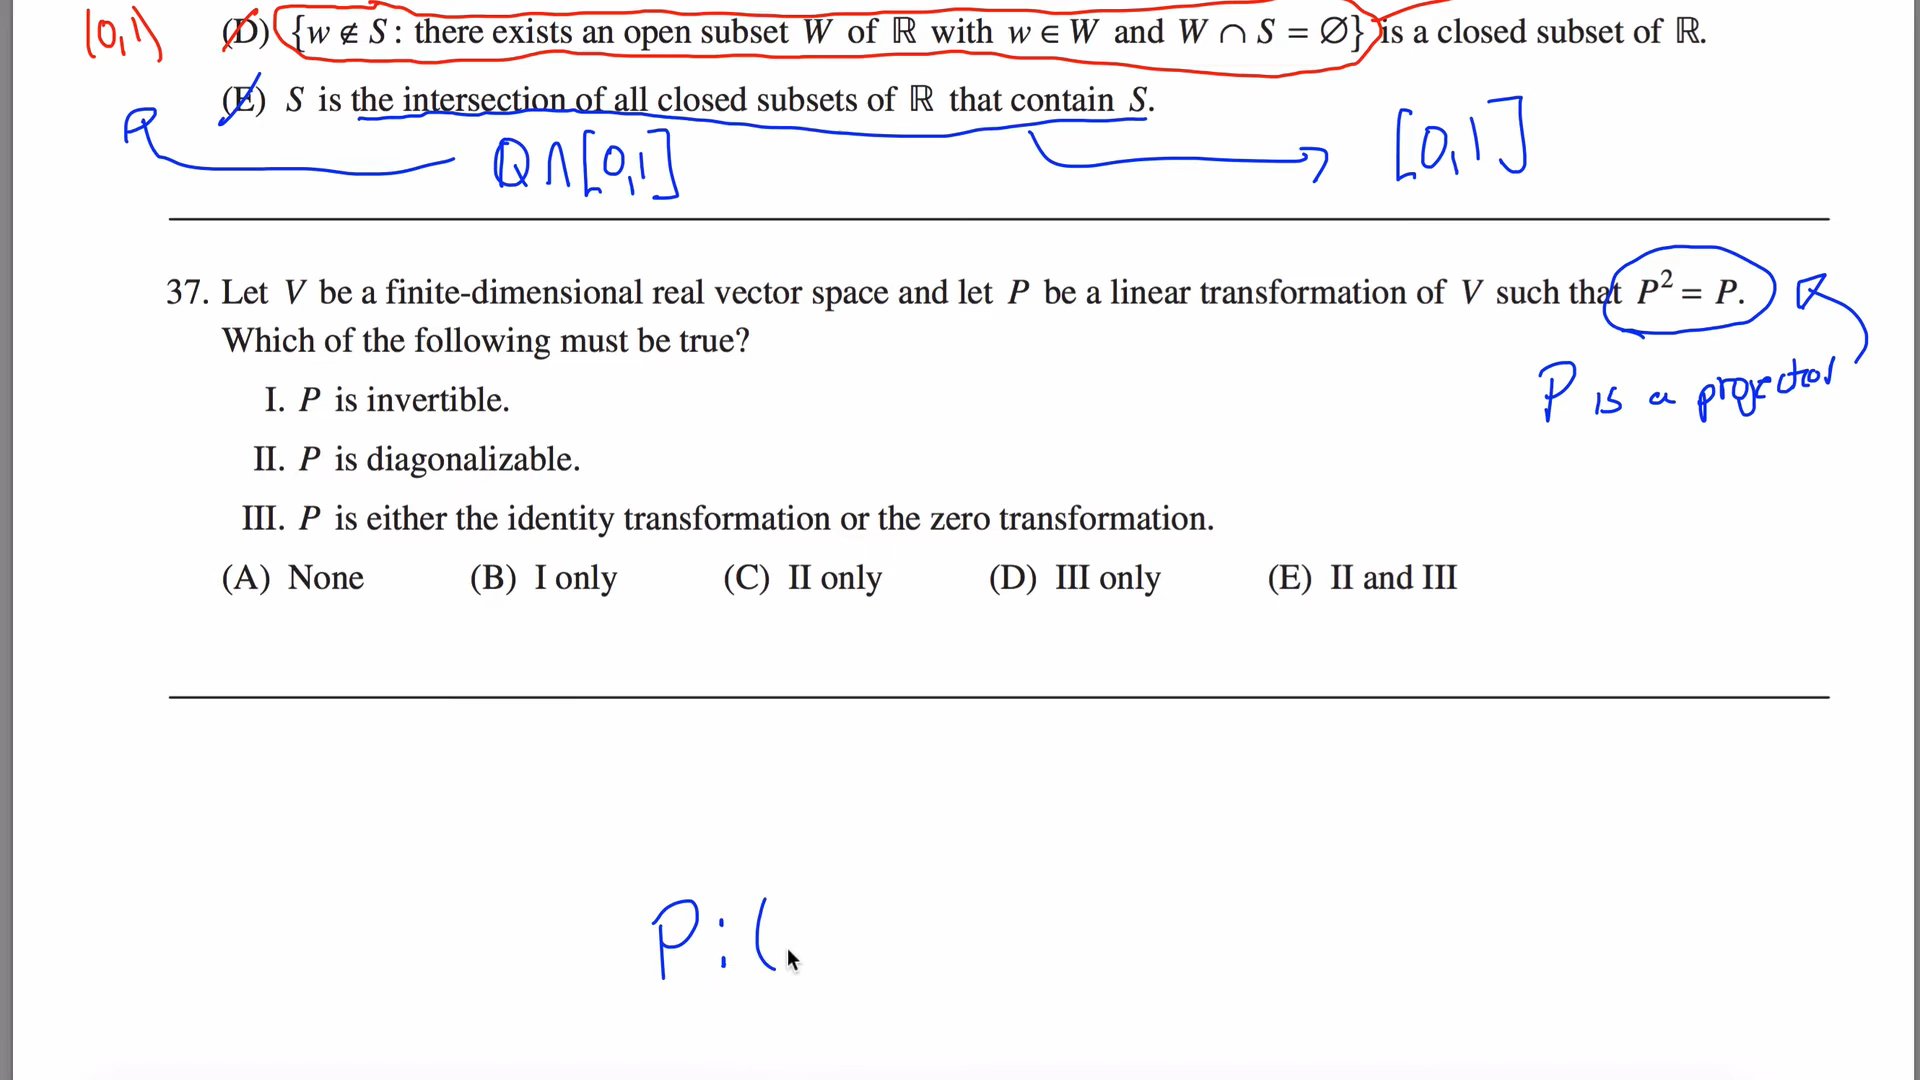 (0,1) (D) {w ∉ S : there exists an open subset W of ℝ with w ∈ W and W ∩ S = ∅} is a closed subset of ℝ.
(E) S is the intersection of all closed subsets of ℝ that contain S.
Q∩[0,1] [0,1]
37. Let V be a finite-dimensional real vector space and let P be a linear transformation of V such that P² = P.
Which of the following must be true?
P is a projector
I. P is invertible.
II. P is diagonalizable.
III. P is either the identity transformation or the zero transformation.
(A) None (B) I only (C) II only (D) III only (E) II and III
P : (